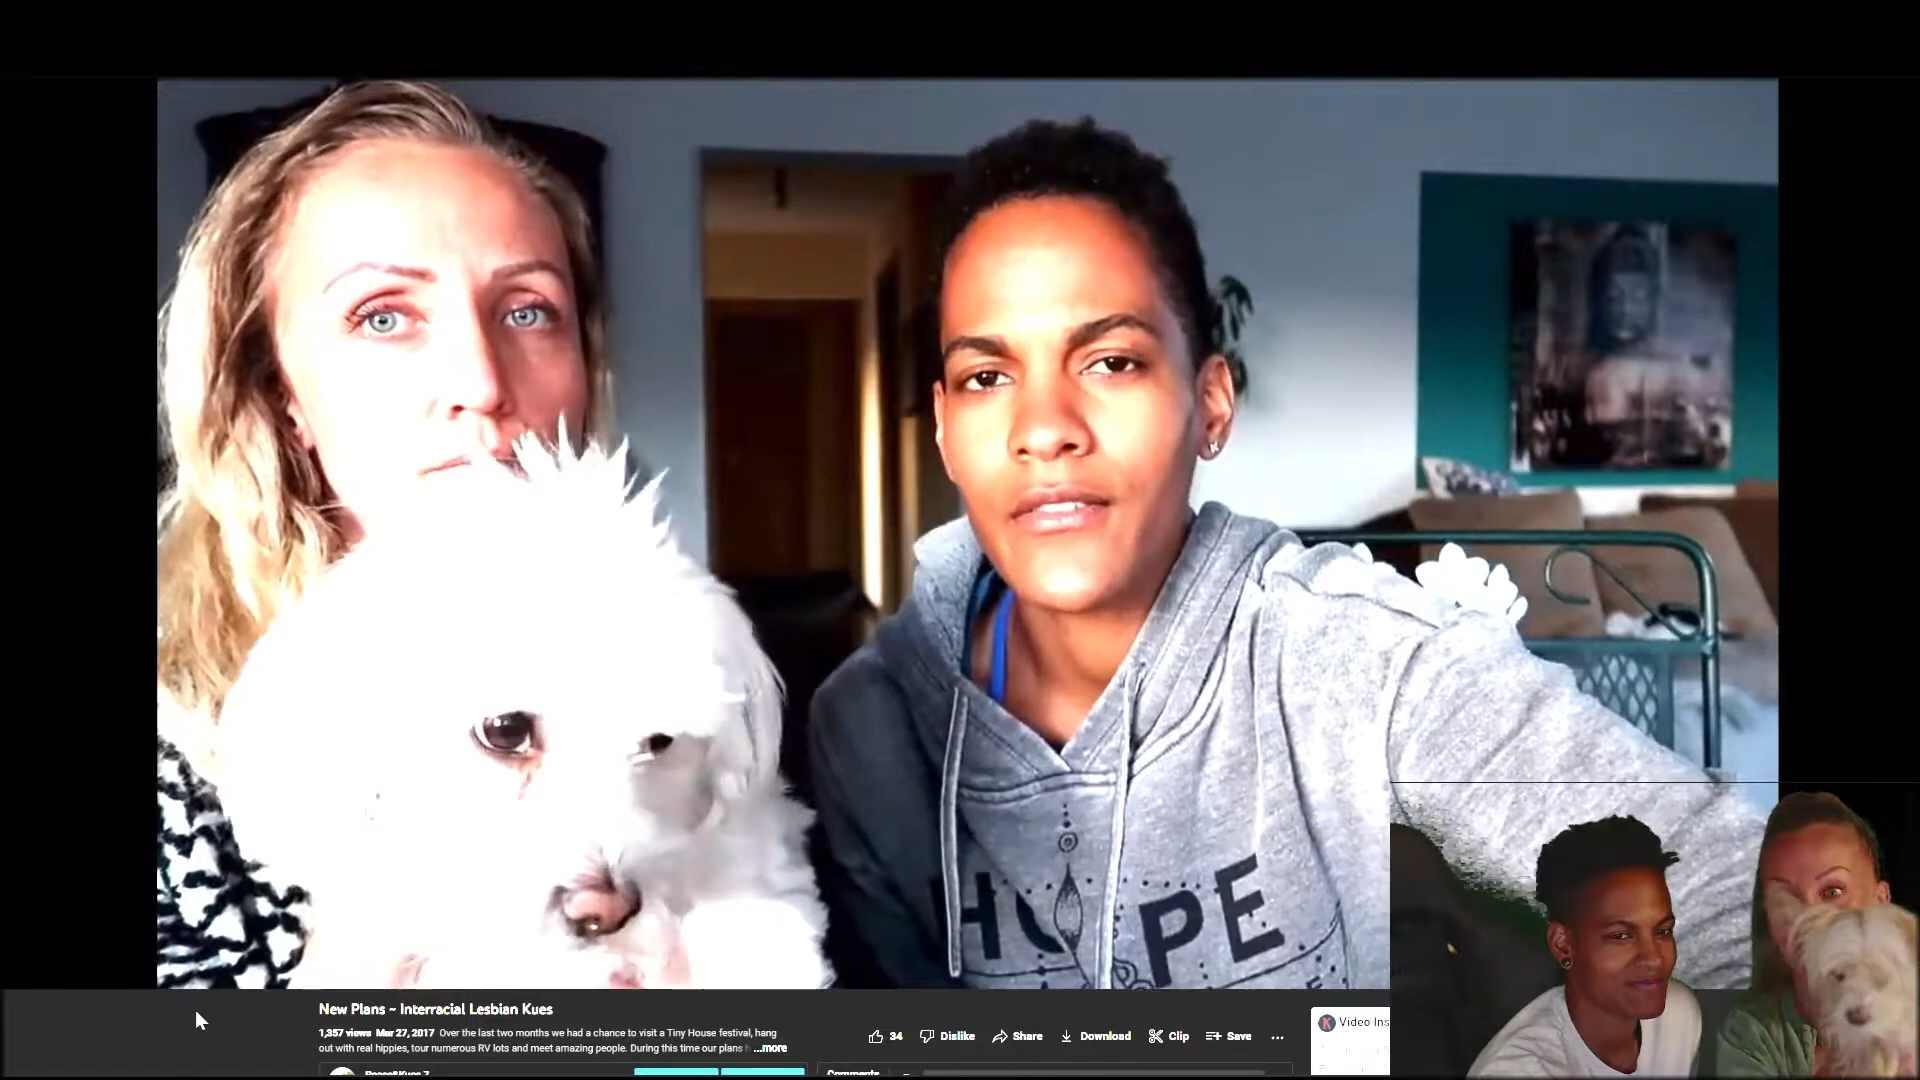 HOPE
New Plans ~ Interracial Lesbian Kues
1,357 views Mar 27, 2017 Over the last two months we had a chance to visit a Tiny House festival, hang
out with real hippies, tour numerous RV lots and meet amazing people. During this time our plans h ...more
34 Dislike Share Download Clip Save ...
K Video Ins